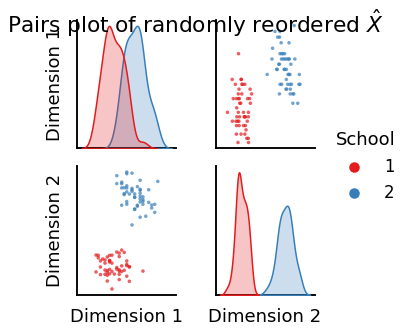 Pairs plot of randomly reordered X̂
Dimension 1
School
1
2
Dimension 2
Dimension 1
Dimension 2